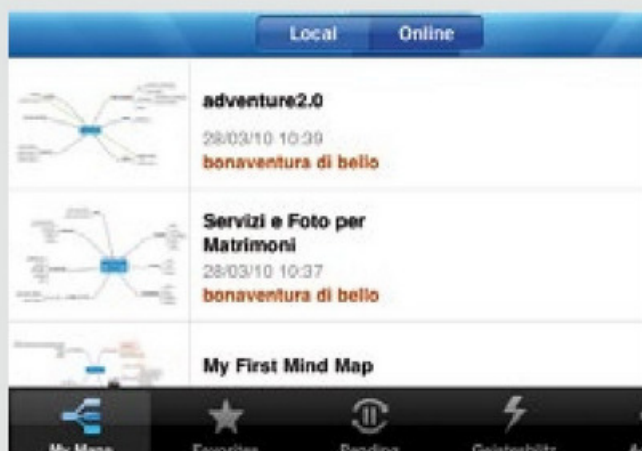 Local Online
adventure2.0
28/03/10 10:39
bonaventura di bello
Servizi e Foto per
Matrimoni
28/03/10 10:37
bonaventura di bello
My First Mind Map
My Maps Favorites Pending Geistesblitz